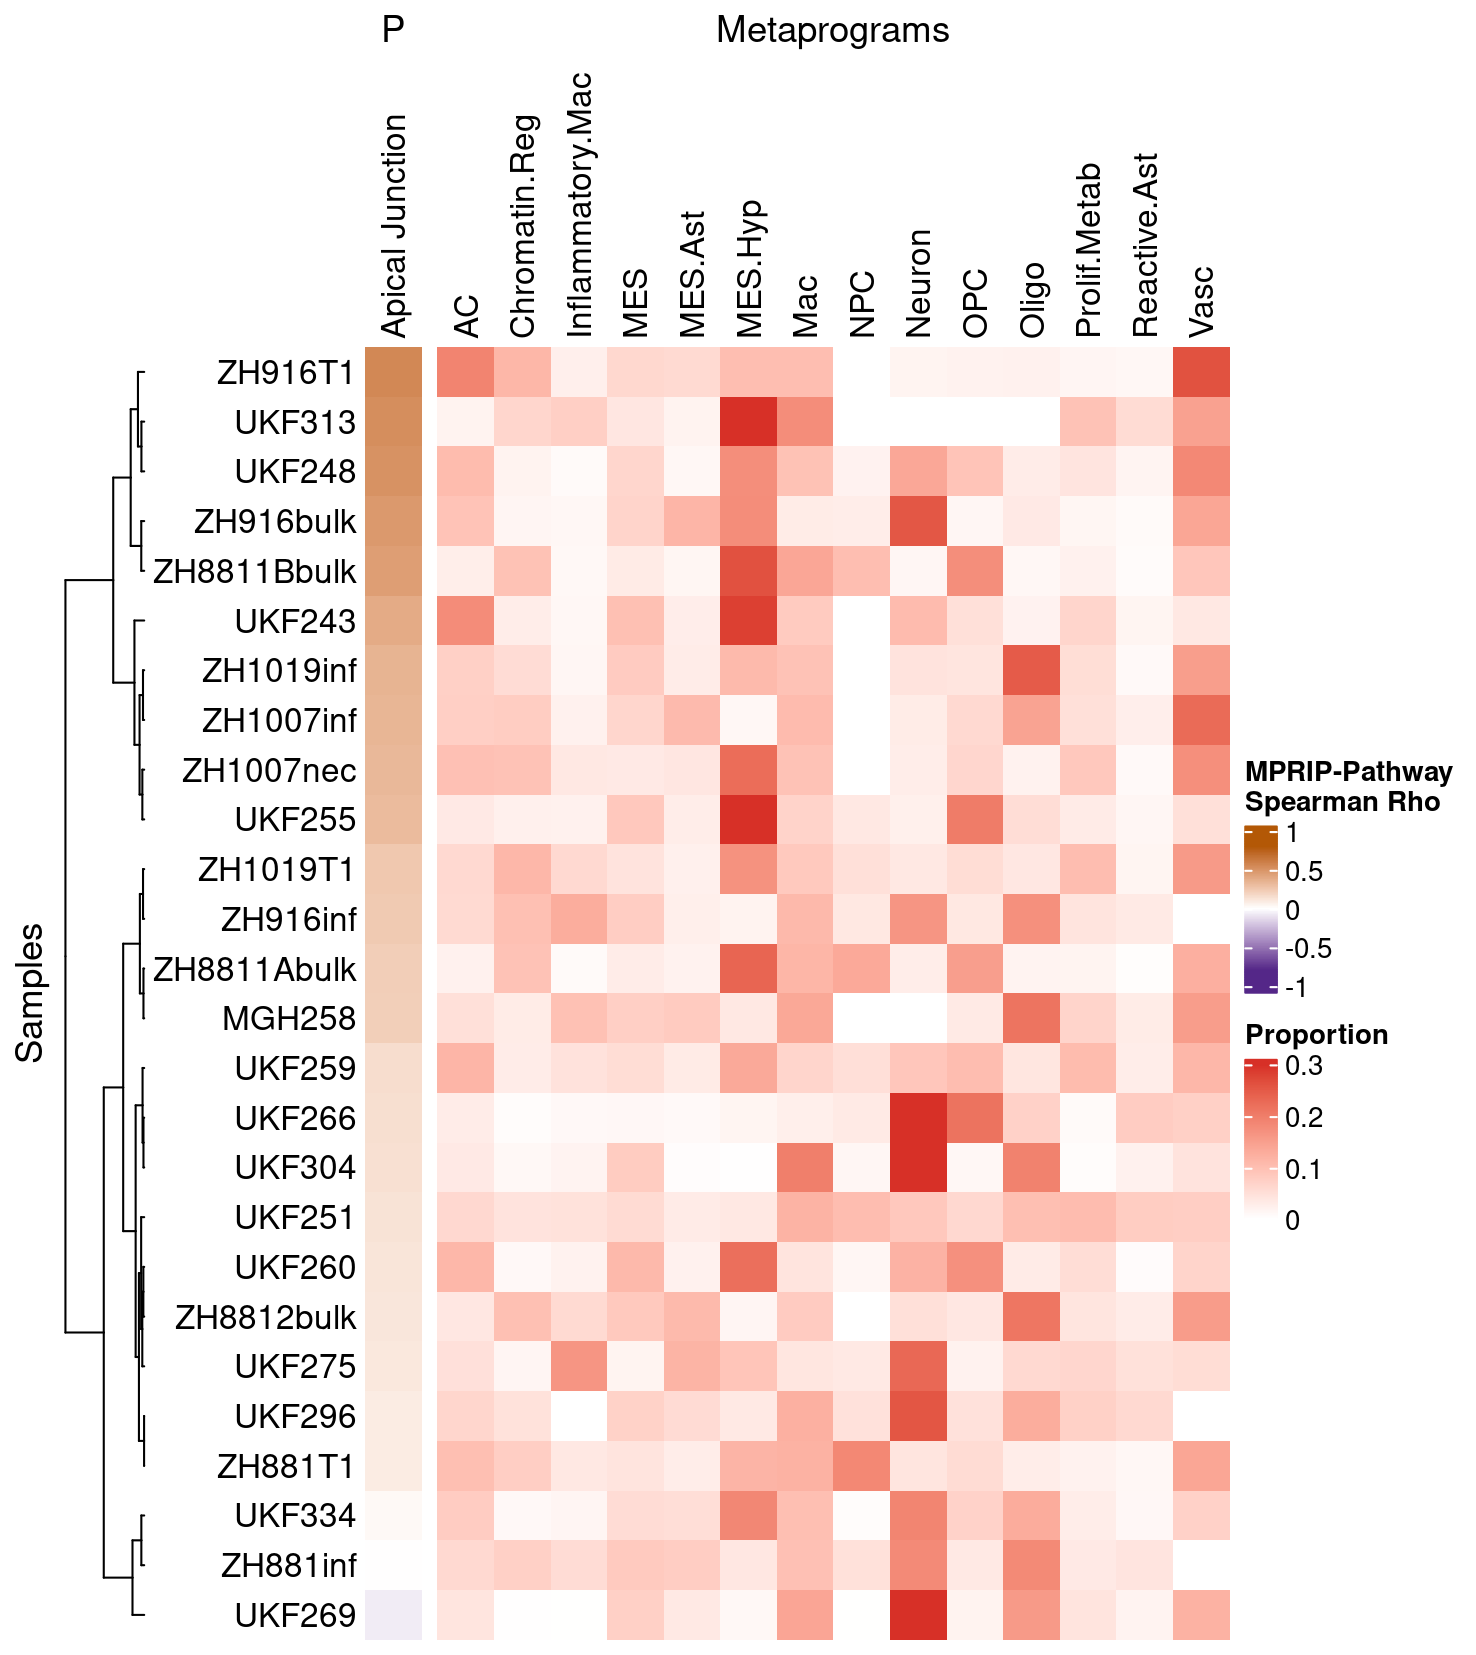 P
Metaprograms
Apical Junction
AC
Chromatin.Reg
Inflammatory.Mac
MES
MES.Ast
MES.Hyp
Mac
NPC
Neuron
OPC
Oligo
Prolif.Metab
Reactive.Ast
Vasc
Samples
ZH916T1
UKF313
UKF248
ZH916bulk
ZH8811Bbulk
UKF243
ZH1019inf
ZH1007inf
ZH1007nec
UKF255
ZH1019T1
ZH916inf
ZH8811Abulk
MGH258
UKF259
UKF266
UKF304
UKF251
UKF260
ZH8812bulk
UKF275
UKF296
ZH881T1
UKF334
ZH881inf
UKF269
MPRIP-Pathway
Spearman Rho
1
0.5
0
-0.5
-1
Proportion
0.3
0.2
0.1
0